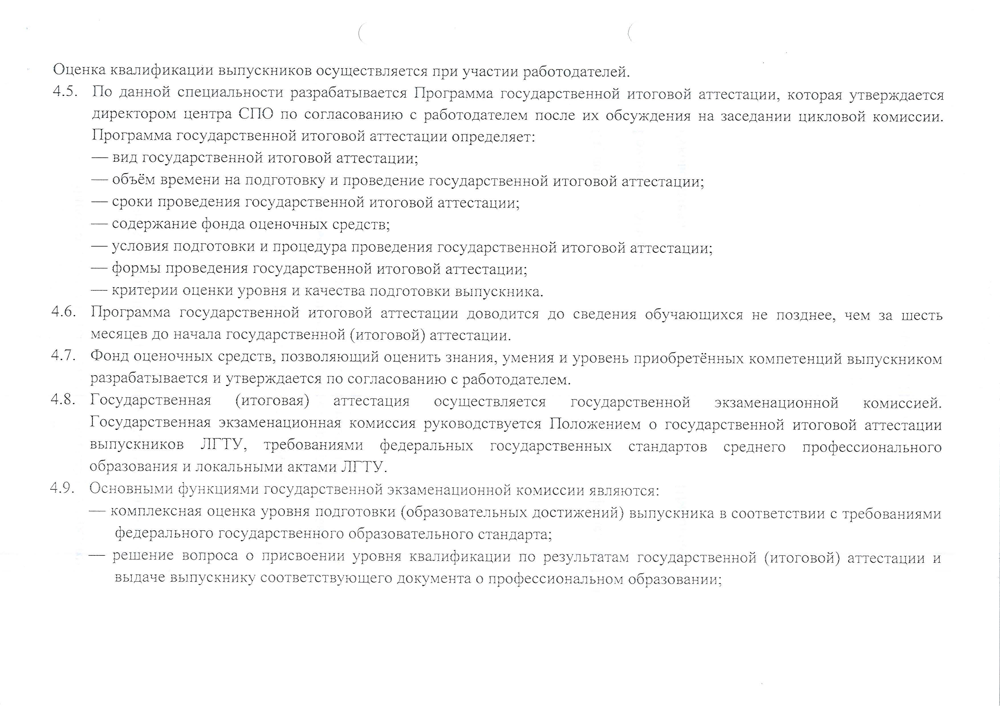 Оценка квалификации выпускников осуществляется при участии работодателей.
4.5. По данной специальности разрабатывается Программа государственной итоговой аттестации, которая утверждается
директором центра СПО по согласованию с работодателем после их обсуждения на заседании цикловой комиссии.
Программа государственной итоговой аттестации определяет:
— вид государственной итоговой аттестации;
— объём времени на подготовку и проведение государственной итоговой аттестации;
— сроки проведения государственной итоговой аттестации;
— содержание фонда оценочных средств;
— условия подготовки и процедура проведения государственной итоговой аттестации;
— формы проведения государственной итоговой аттестации;
— критерии оценки уровня и качества подготовки выпускника.
4.6. Программа государственной итоговой аттестации доводится до сведения обучающихся не позднее, чем за шесть
месяцев до начала государственной (итоговой) аттестации.
4.7. Фонд оценочных средств, позволяющий оценить знания, умения и уровень приобретённых компетенций выпускником
разрабатывается и утверждается по согласованию с работодателем.
4.8. Государственная (итоговая) аттестация осуществляется государственной экзаменационной комиссией.
Государственная экзаменационная комиссия руководствуется Положением о государственной итоговой аттестации
выпускников ЛГТУ, требованиями федеральных государственных стандартов среднего профессионального
образования и локальными актами ЛГТУ.
4.9. Основными функциями государственной экзаменационной комиссии являются:
— комплексная оценка уровня подготовки (образовательных достижений) выпускника в соответствии с требованиями
федерального государственного образовательного стандарта;
— решение вопроса о присвоении уровня квалификации по результатам государственной (итоговой) аттестации и
выдаче выпускнику соответствующего документа о профессиональном образовании;